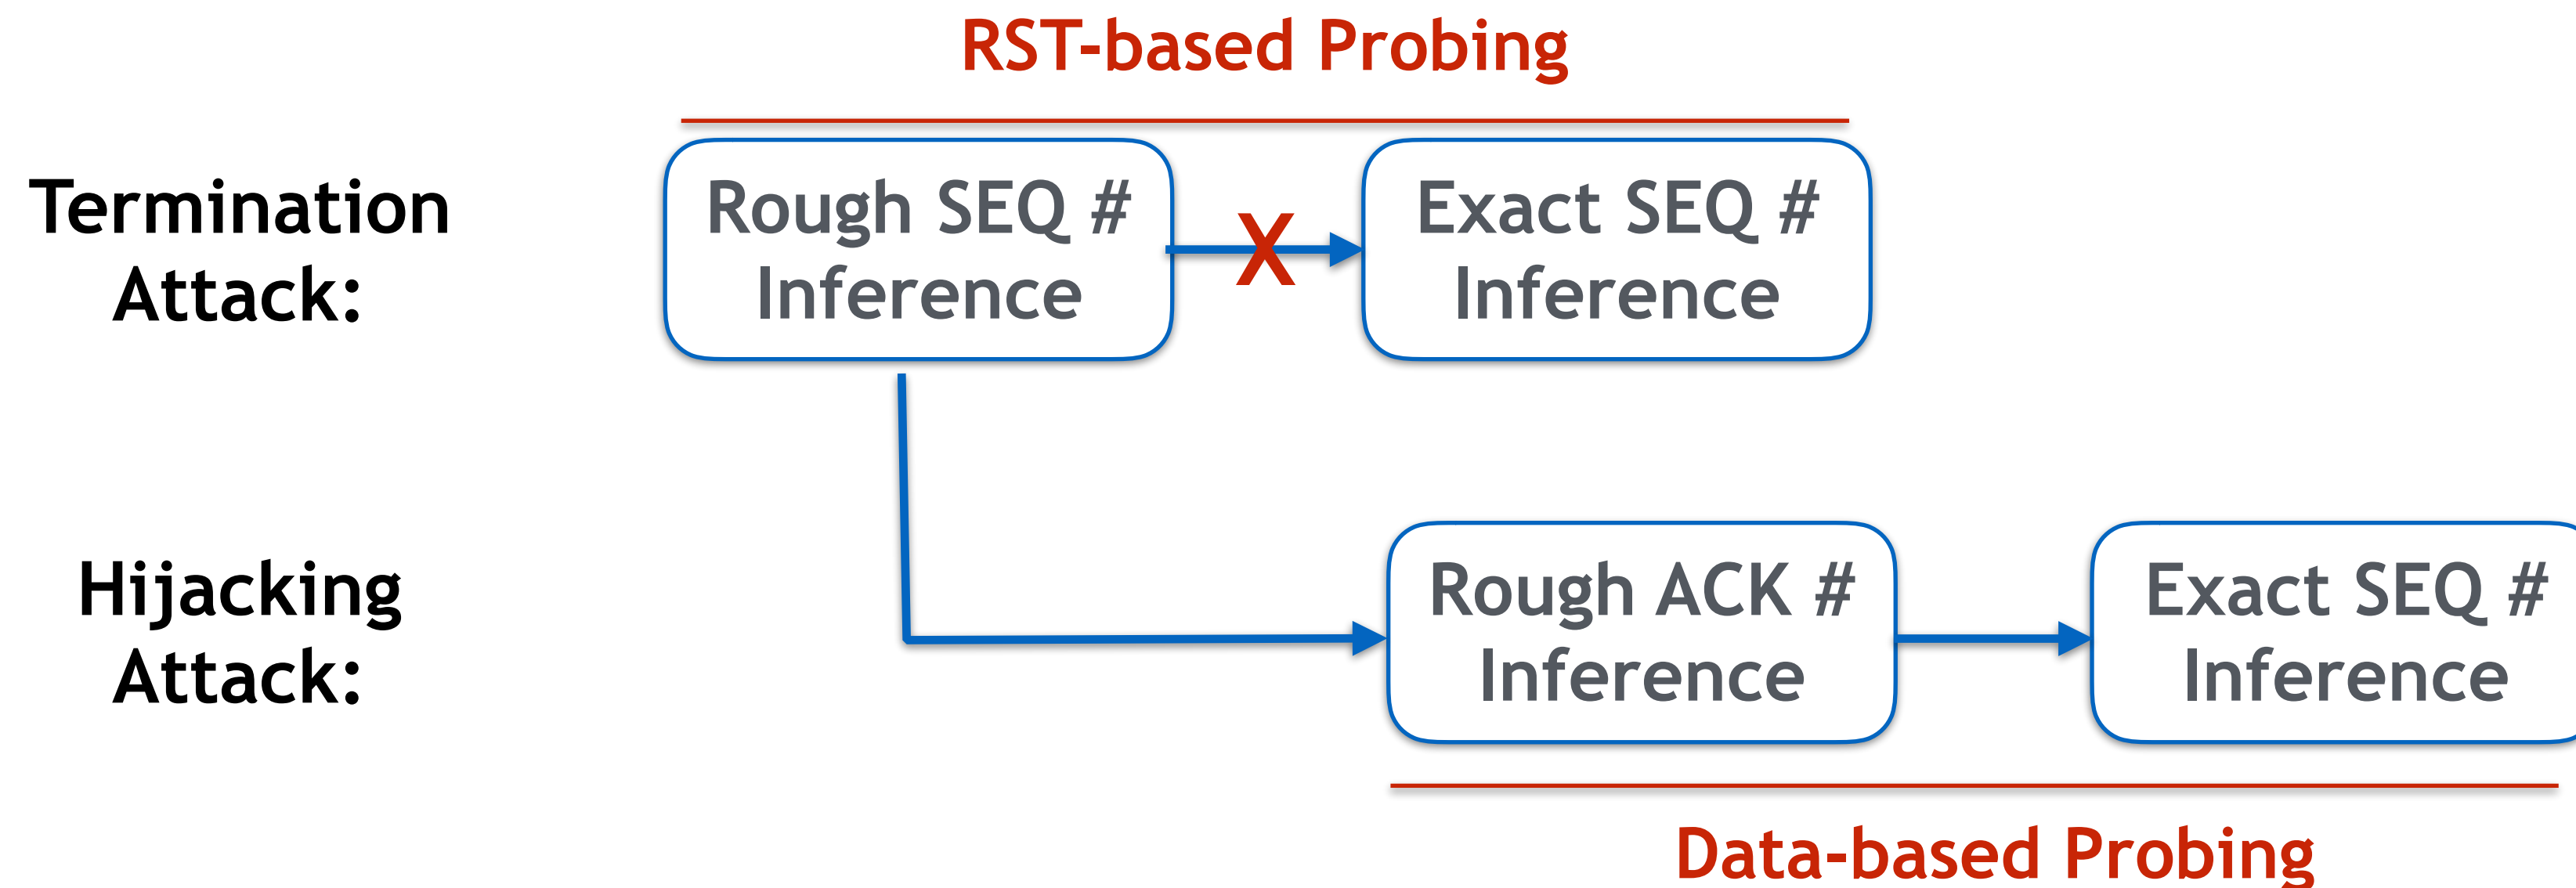 RST-based Probing
Termination
Attack:
Rough SEQ #
Inference
X
Exact SEQ #
Inference
Hijacking
Attack:
Rough ACK #
Inference
Exact SEQ #
Inference
Data-based Probing